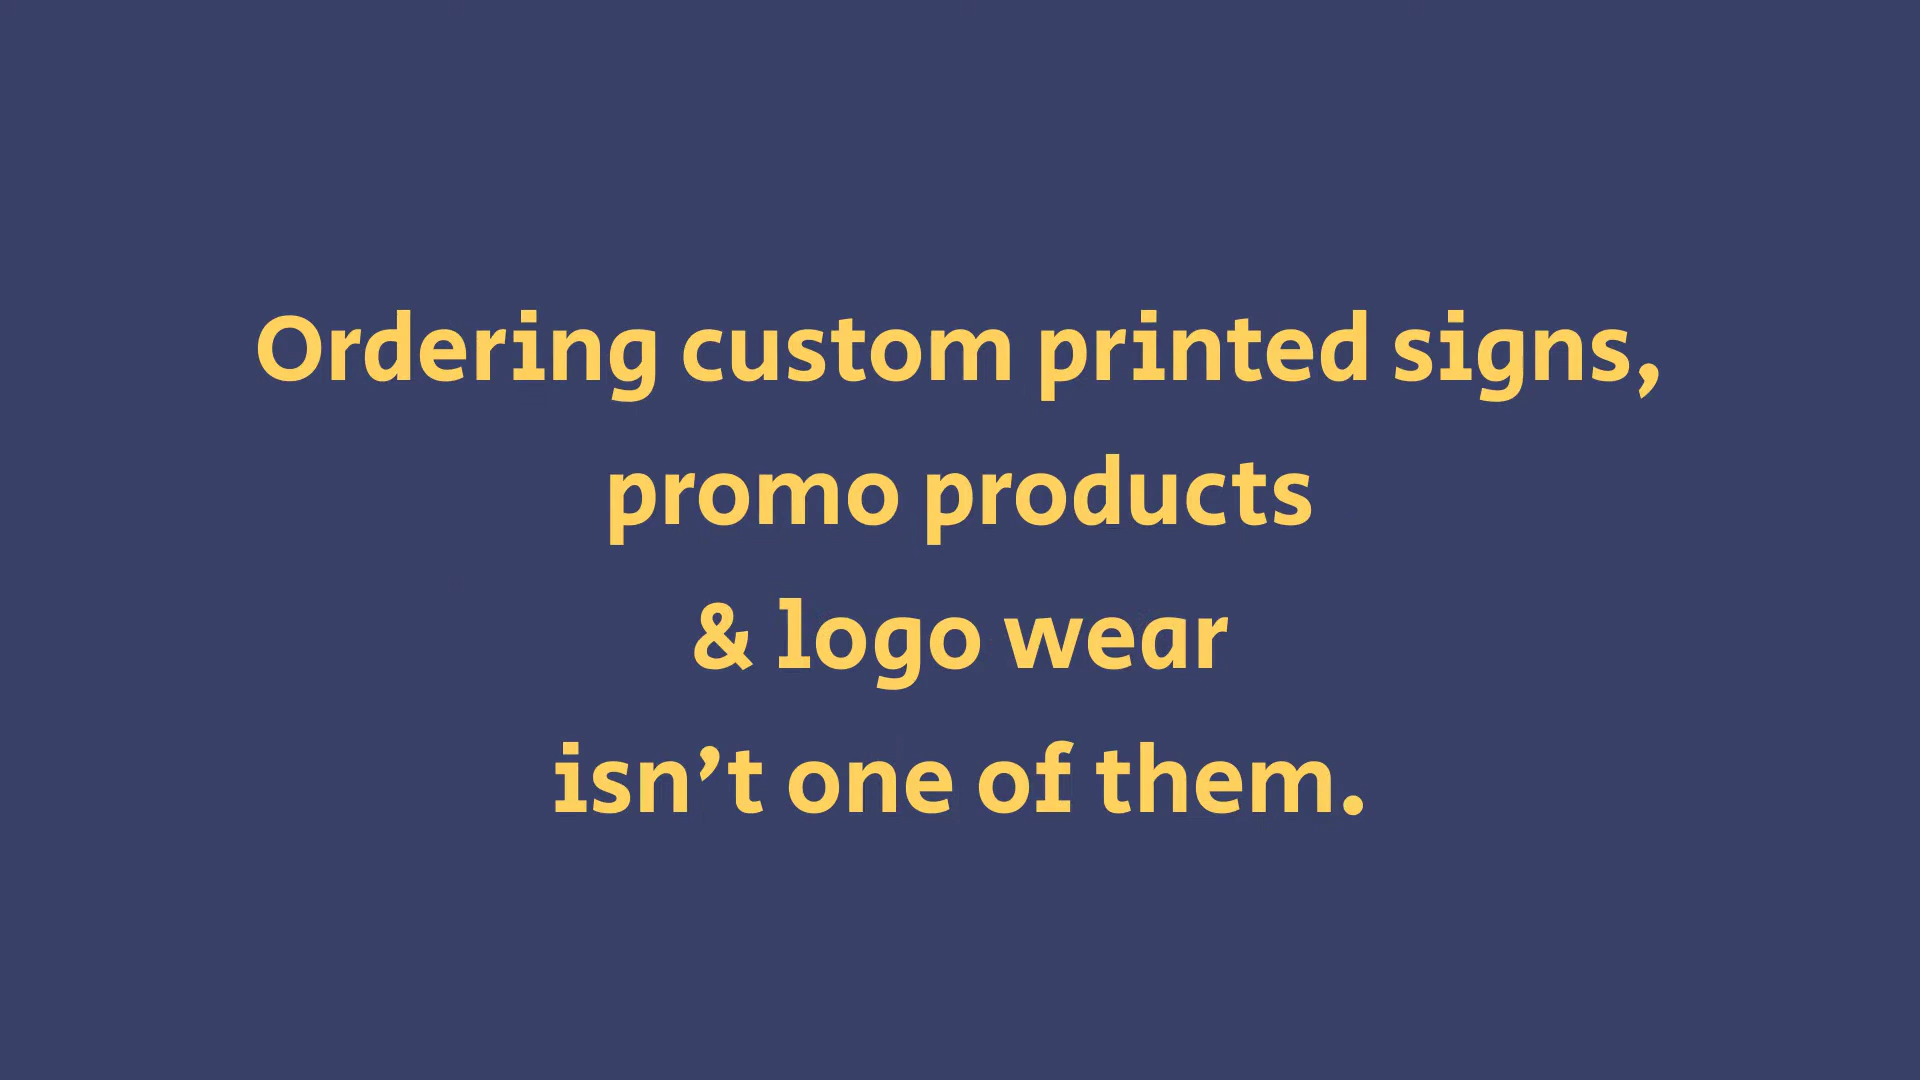 Ordering custom printed signs,
promo products
& logo wear
isn’t one of them.